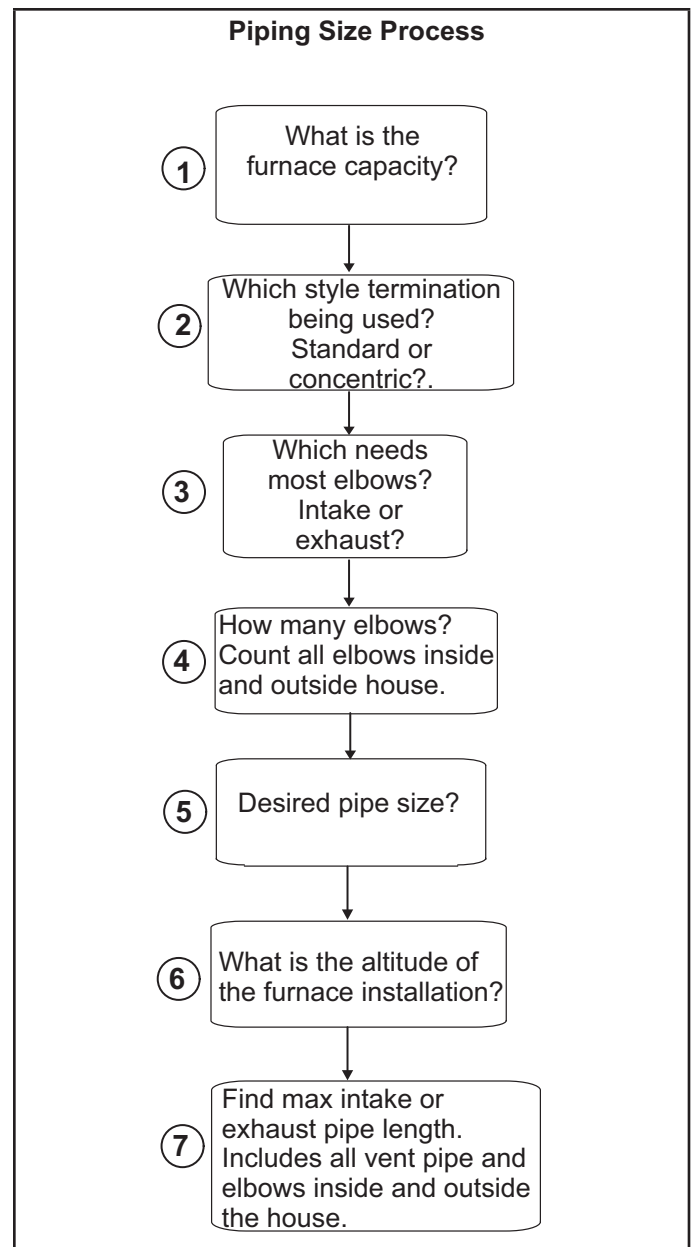 Piping Size Process
1
What is the
furnace capacity?
2
Which style termination
being used?
Standard or
concentric?.
3
Which needs
most elbows?
Intake or
exhaust?
4
How many elbows?
Count all elbows inside
and outside house.
5
Desired pipe size?
6
What is the altitude of
the furnace installation?
7
Find max intake or
exhaust pipe length.
Includes all vent pipe and
elbows inside and outside
the house.